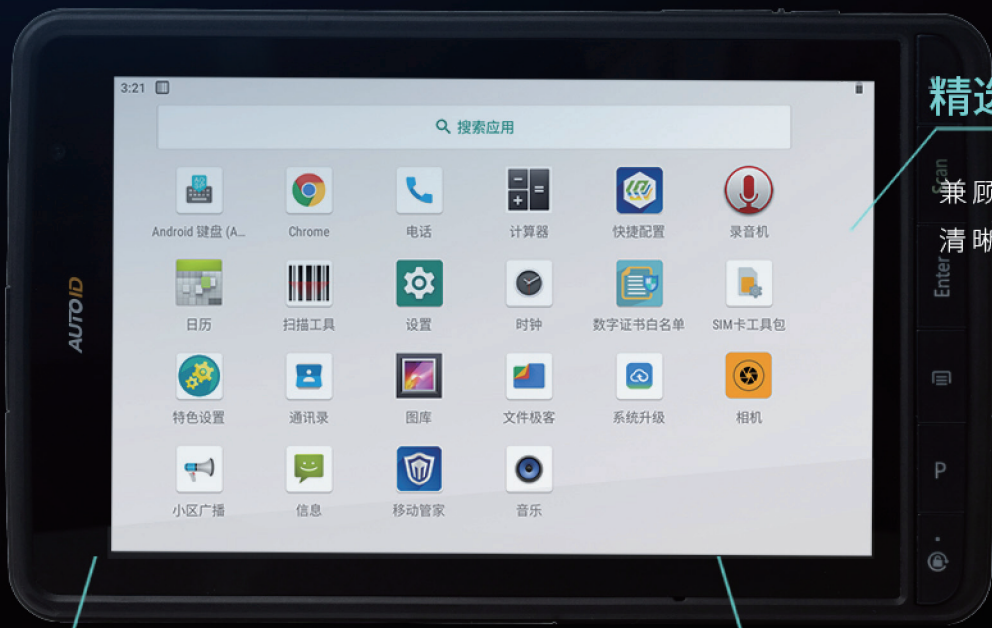 3:21
搜索应用
Android 键盘 (A...
Chrome
电话
计算器
快捷配置
录音机
日历
扫描工具
设置
时钟
数字证书白名单
SIM卡工具包
特色设置
通讯录
图库
文件极客
系统升级
相机
小区广播
信息
移动管家
音乐
AUTOID
精选
兼顾
清晰
Scan
Enter
P